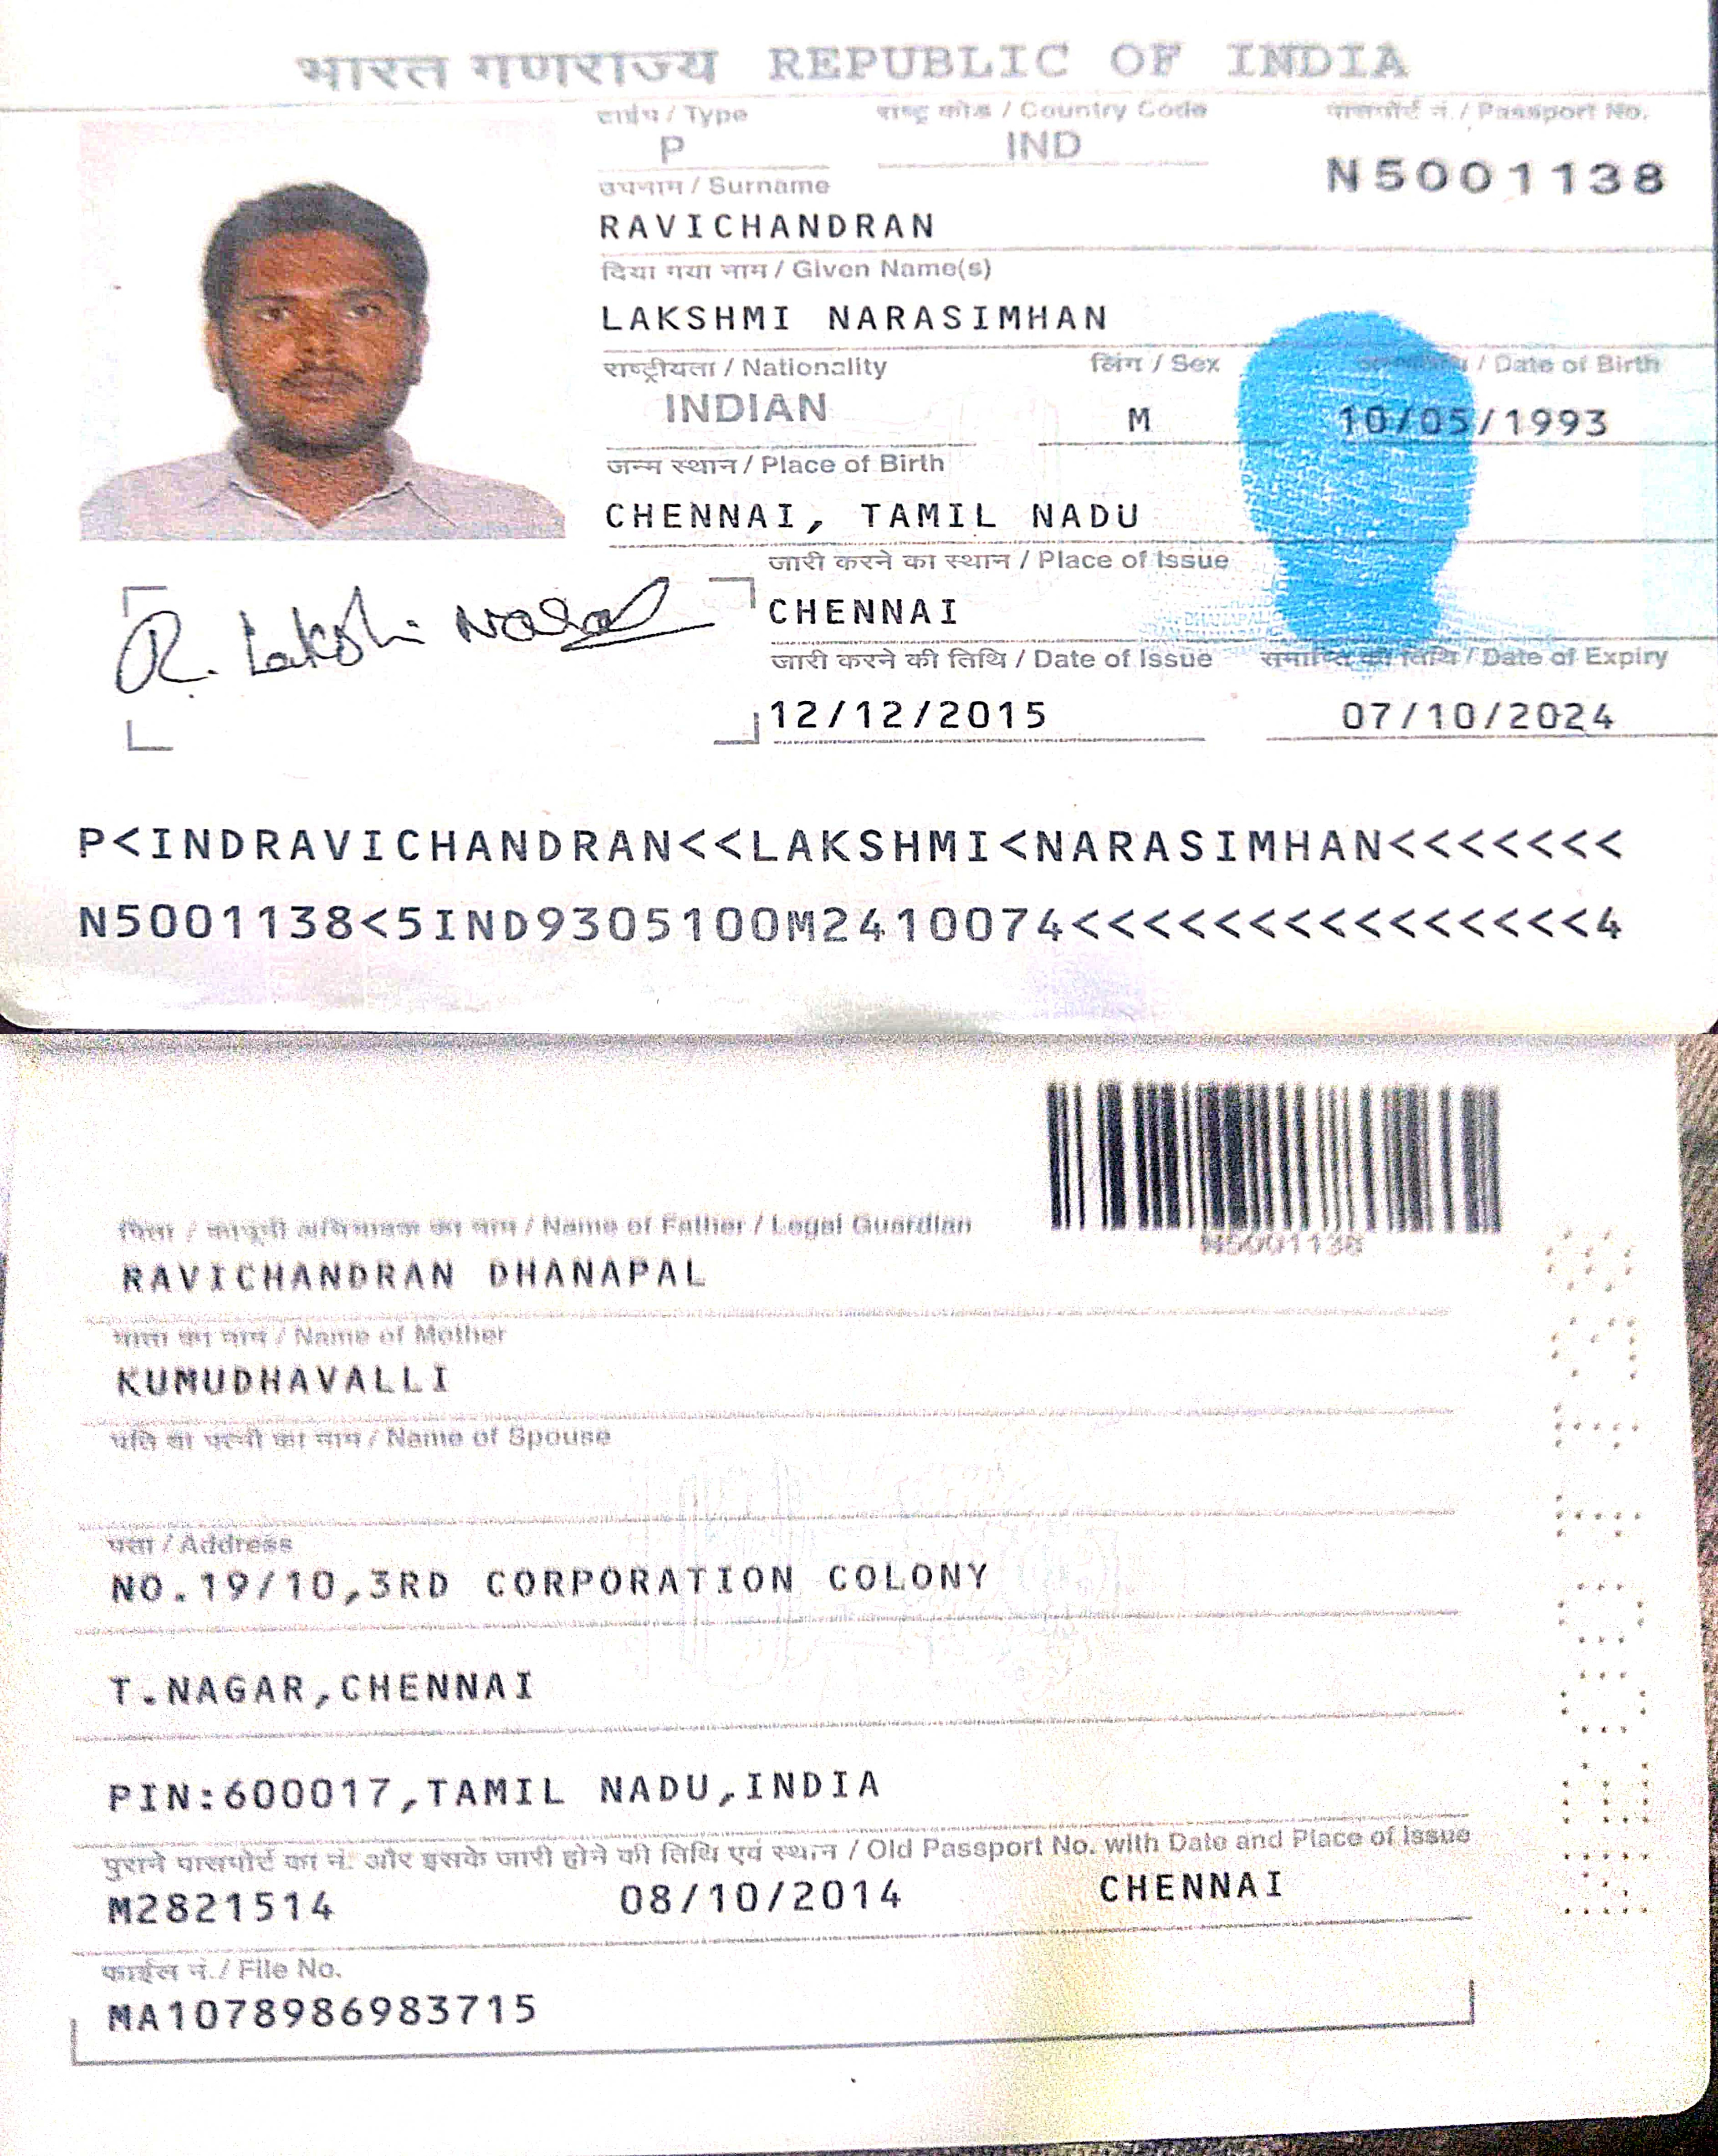 भारत गणराज्य REPUBLIC OF INDIA
टाईप / Type राष्ट्र कोड / Country Code पासपोर्ट नं. / Passport No.
P IND N5001138
उपनाम / Surname
RAVICHANDRAN
दिया गया नाम / Given Name(s)
LAKSHMI NARASIMHAN
राष्ट्रीयता / Nationality लिंग / Sex / Date of Birth
INDIAN M 10/05/1993
जन्म स्थान / Place of Birth
CHENNAI, TAMIL NADU
जारी करने का स्थान / Place of Issue
CHENNAI
R. Lakshmi
जारी करने की तिथि / Date of Issue समाप्ति की तिथि / Date of Expiry
12/12/2015 07/10/2024
P<INDRAVICHANDRAN<<LAKSHMI<NARASIMHAN<<<<<<<
N5001138<5IND9305100M2410074<<<<<<<<<<<<<<<4
N5001138
पिता / कानूनी अभिभावक का नाम / Name of Father / Legal Guardian
RAVICHANDRAN DHANAPAL
माता का नाम / Name of Mother
KUMUDHAVALLI
पति या पत्नी का नाम / Name of Spouse
पता / Address
NO.19/10,3RD CORPORATION COLONY
T.NAGAR,CHENNAI
PIN:600017,TAMIL NADU,INDIA
पुराने पासपोर्ट का नं. और इसके जारी होने की तिथि एवं स्थान / Old Passport No. with Date and Place of Issue
M2821514 08/10/2014 CHENNAI
फाईल नं. / File No.
MA1078986983715